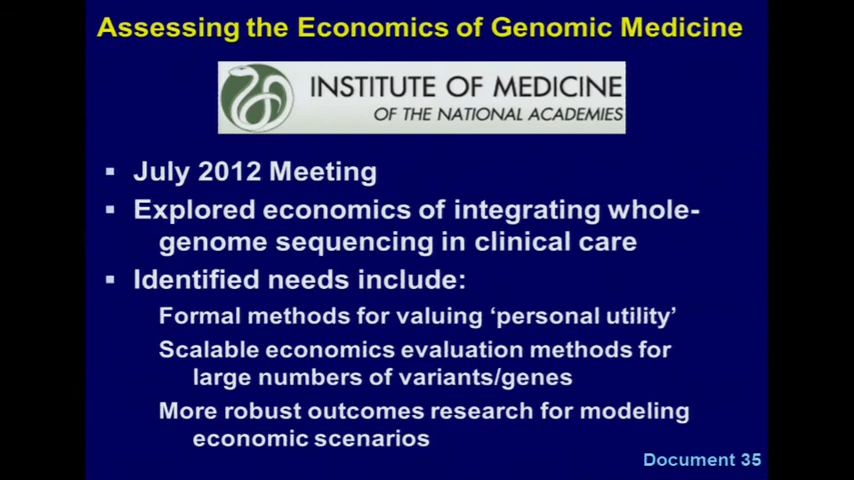 Assessing the Economics of Genomic Medicine
INSTITUTE OF MEDICINE
OF THE NATIONAL ACADEMIES
▪ July 2012 Meeting
▪ Explored economics of integrating whole-
genome sequencing in clinical care
▪ Identified needs include:
Formal methods for valuing ‘personal utility’
Scalable economics evaluation methods for
large numbers of variants/genes
More robust outcomes research for modeling
economic scenarios
Document 35